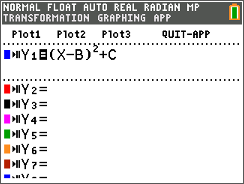 NORMAL FLOAT AUTO REAL RADIAN MP
TRANSFORMATION GRAPHING APP
Plot1 Plot2 Plot3 QUIT-APP
Y₁=(X-B)²+C
Y₂=
Y₃=
Y₄=
Y₅=
Y₆=
Y₇=